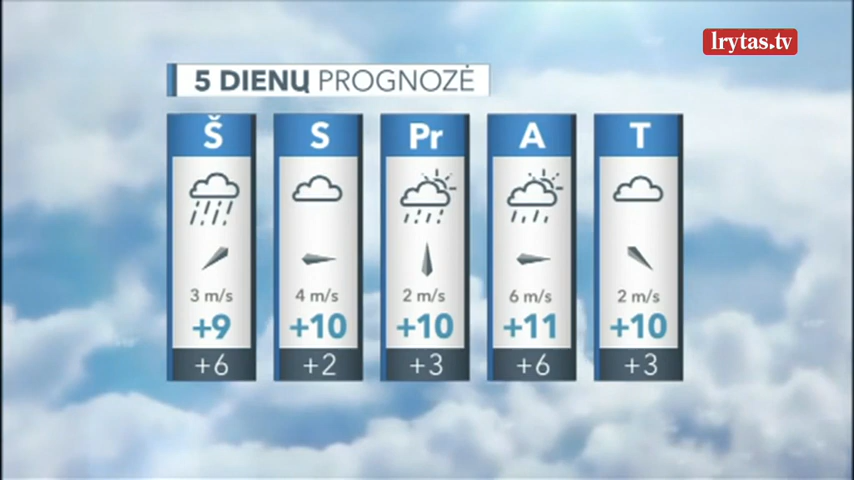 lrytas.tv
5 DIENŲ PROGNOZĖ
Š S Pr A T
3 m/s 4 m/s 2 m/s 6 m/s 2 m/s
+9 +10 +10 +11 +10
+6 +2 +3 +6 +3